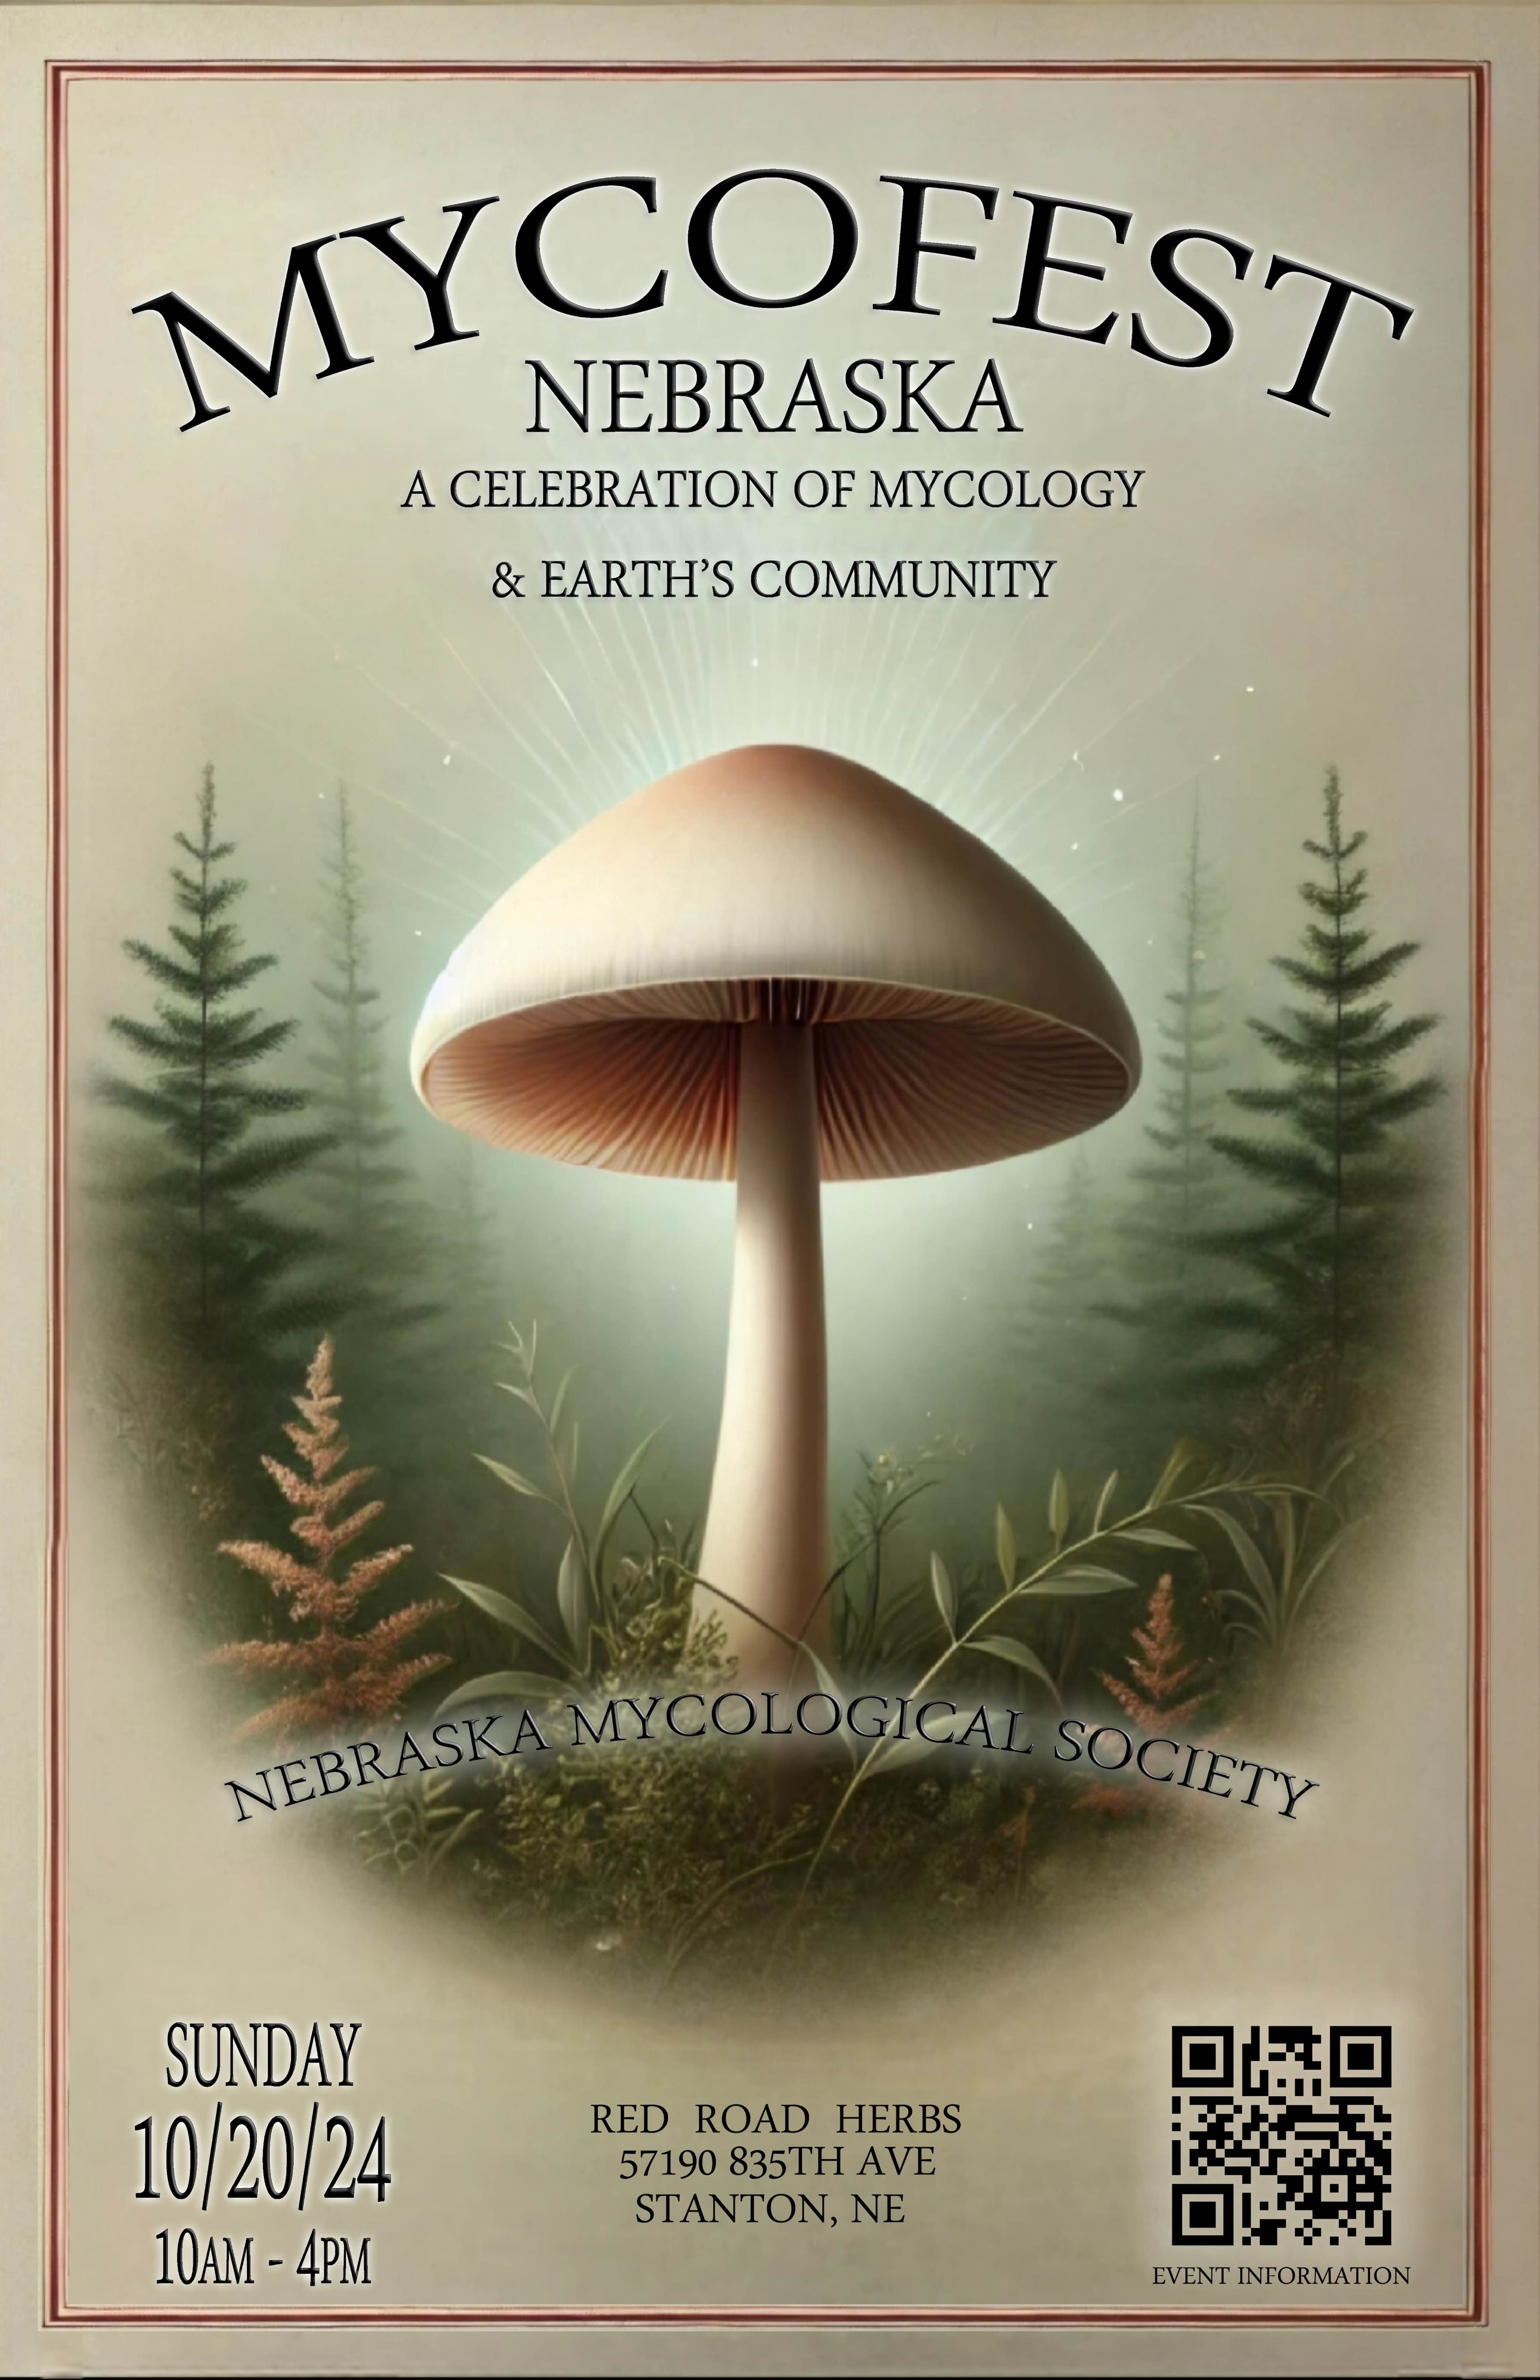 MYCOFEST
NEBRASKA
A CELEBRATION OF MYCOLOGY
& EARTH'S COMMUNITY
NEBRASKA MYCOLOGICAL SOCIETY
SUNDAY
10/20/24
10AM - 4PM
RED ROAD HERBS
57190 835TH AVE
STANTON, NE
EVENT INFORMATION